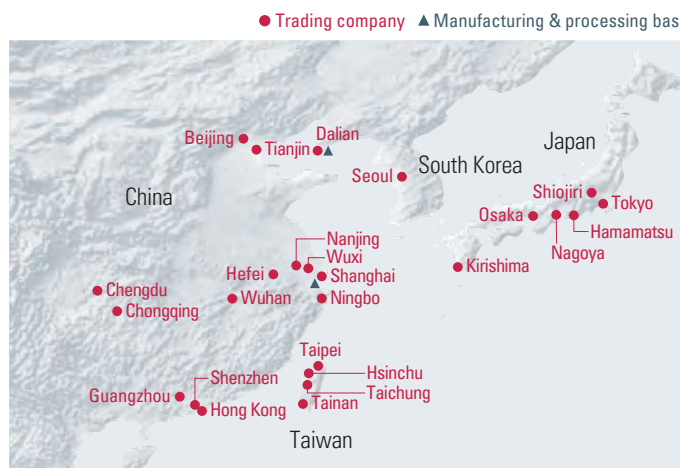 Trading company
Manufacturing & processing bas
Japan
Dalian
Beijing
Tianjin
South Korea
Seoul
China
Shiojiri
Tokyo
Osaka
Hamamatsu
Nagoya
Nanjing
Wuxi
Hefei
Shanghai
Kirishima
Chengdu
Wuhan
Ningbo
Chongqing
Taipei
Shenzhen
Hsinchu
Taichung
Guangzhou
Tainan
Hong Kong
Taiwan